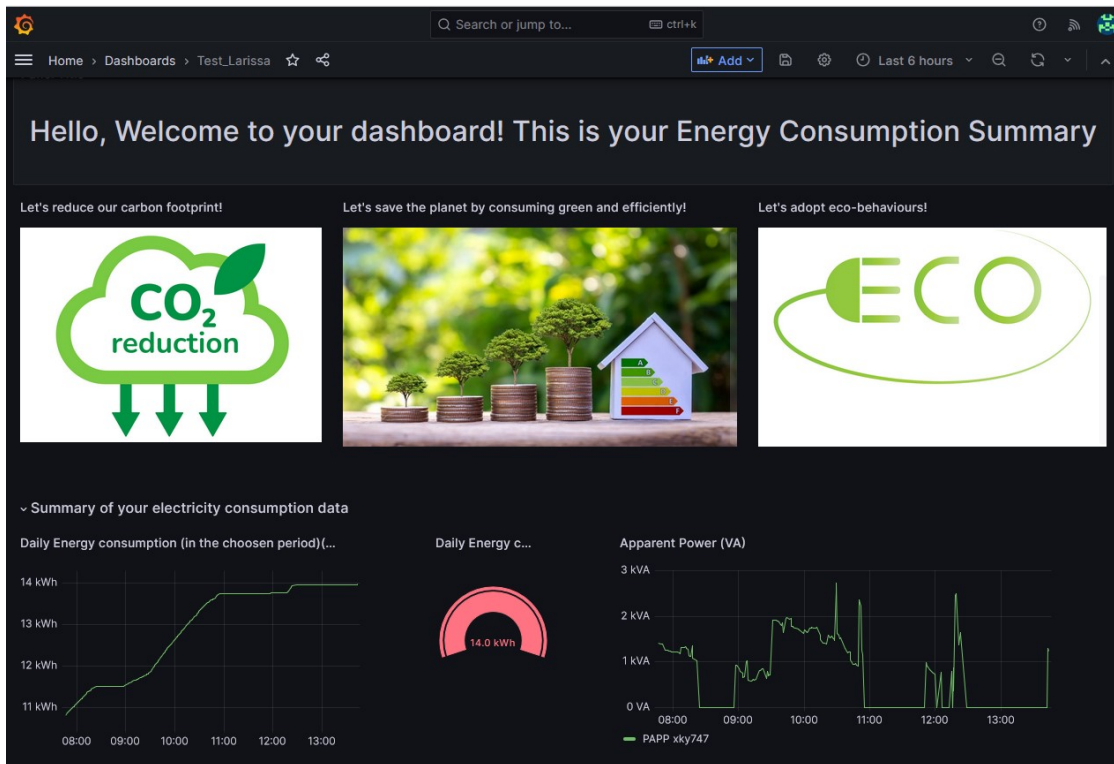 Search or jump to...
ctrl+k
Home › Dashboards › Test_Larissa
Add
Last 6 hours
Hello, Welcome to your dashboard! This is your Energy Consumption Summary
Let's reduce our carbon footprint!
Let's save the planet by consuming green and efficiently!
Let's adopt eco-behaviours!
CO₂
reduction
A
B
C
D
E
F
ECO
Summary of your electricity consumption data
Daily Energy consumption (in the choosen period)(...
14 kWh
13 kWh
12 kWh
11 kWh
08:00 09:00 10:00 11:00 12:00 13:00
Daily Energy c...
14.0 kWh
Apparent Power (VA)
3 kVA
2 kVA
1 kVA
0 VA
08:00 09:00 10:00 11:00 12:00 13:00
PAPP xky747